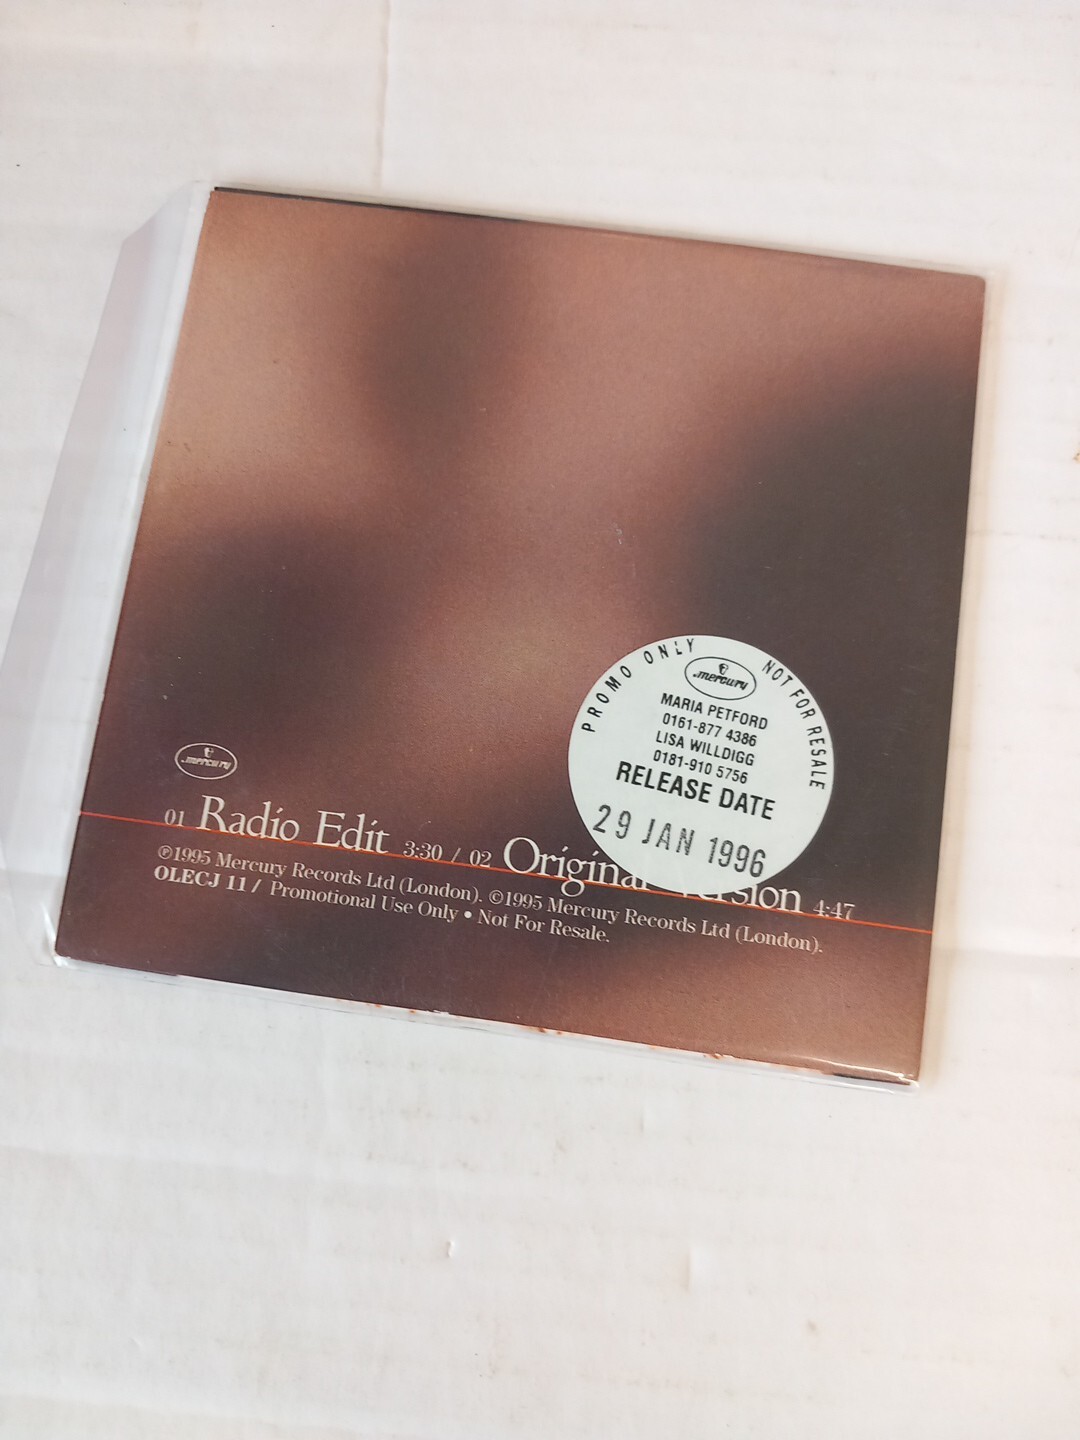 PROMO ONLY
NOT FOR RESALE
mercury
MARIA PETFORD
0161-877 4386
LISA WILLDIGG
0181-910 5756
RELEASE DATE
29 JAN 1996
mercury
01 Radio Edit 3:30 / 02 Original Version 4:47
℗1995 Mercury Records Ltd (London). ©1995 Mercury Records Ltd (London).
OLECJ 11 / Promotional Use Only • Not For Resale.